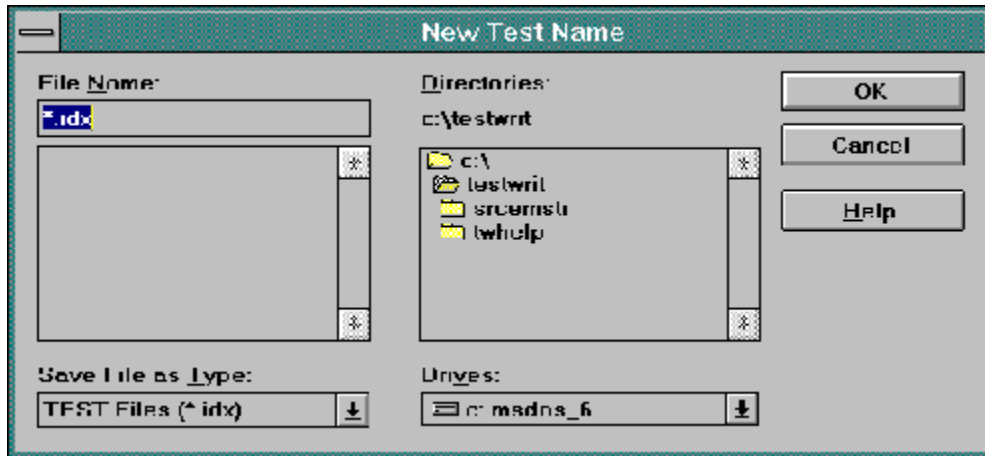 New Test Name
File Name:
*.idx
Directories:
c:\testwrit
c:\
testwrit
srcemstr
twhelp
OK
Cancel
Help
Save File as Type:
TEST Files (*.idx)
Drives:
c: msdos_6